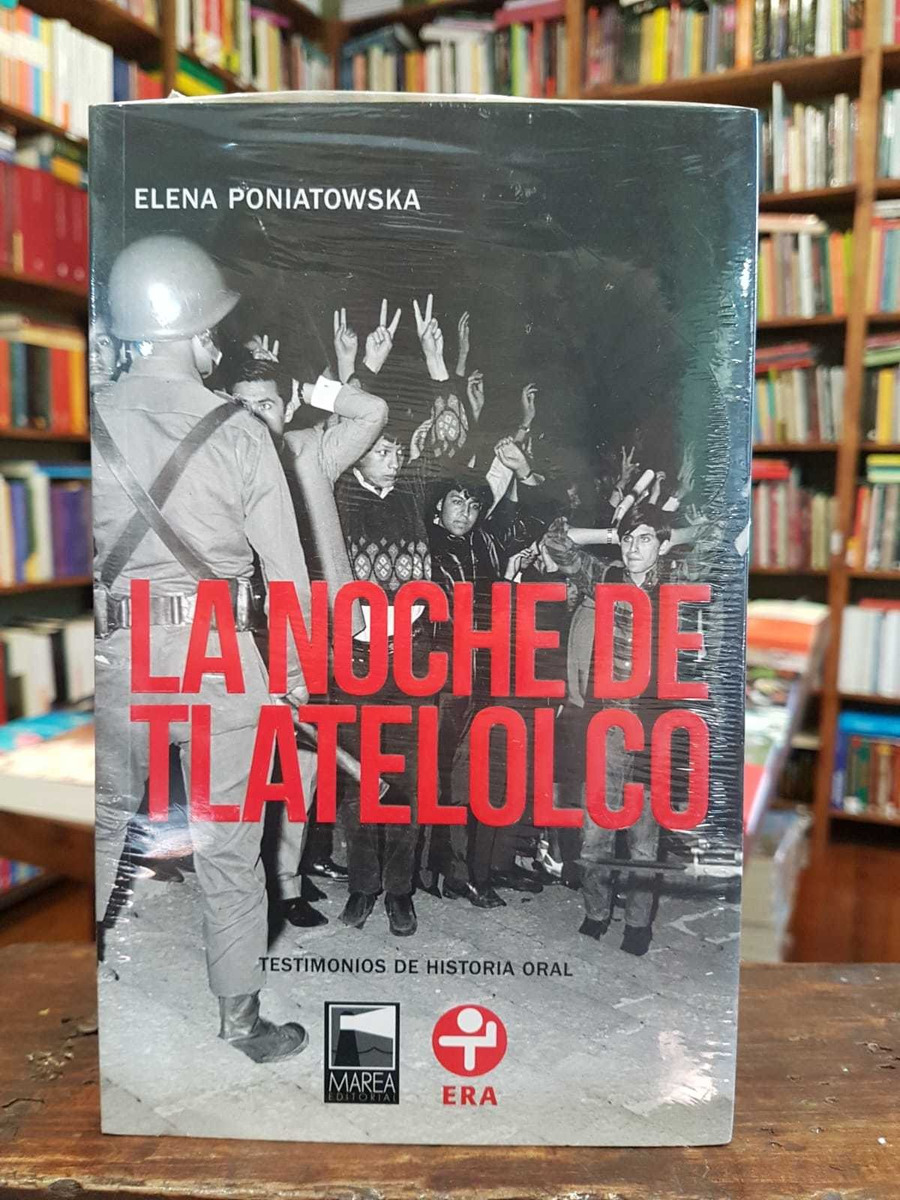 ELENA PONIATOWSKA
LA NOCHE DE
TLATELOLCO
TESTIMONIOS DE HISTORIA ORAL
MAREA
EDITORIAL
ERA